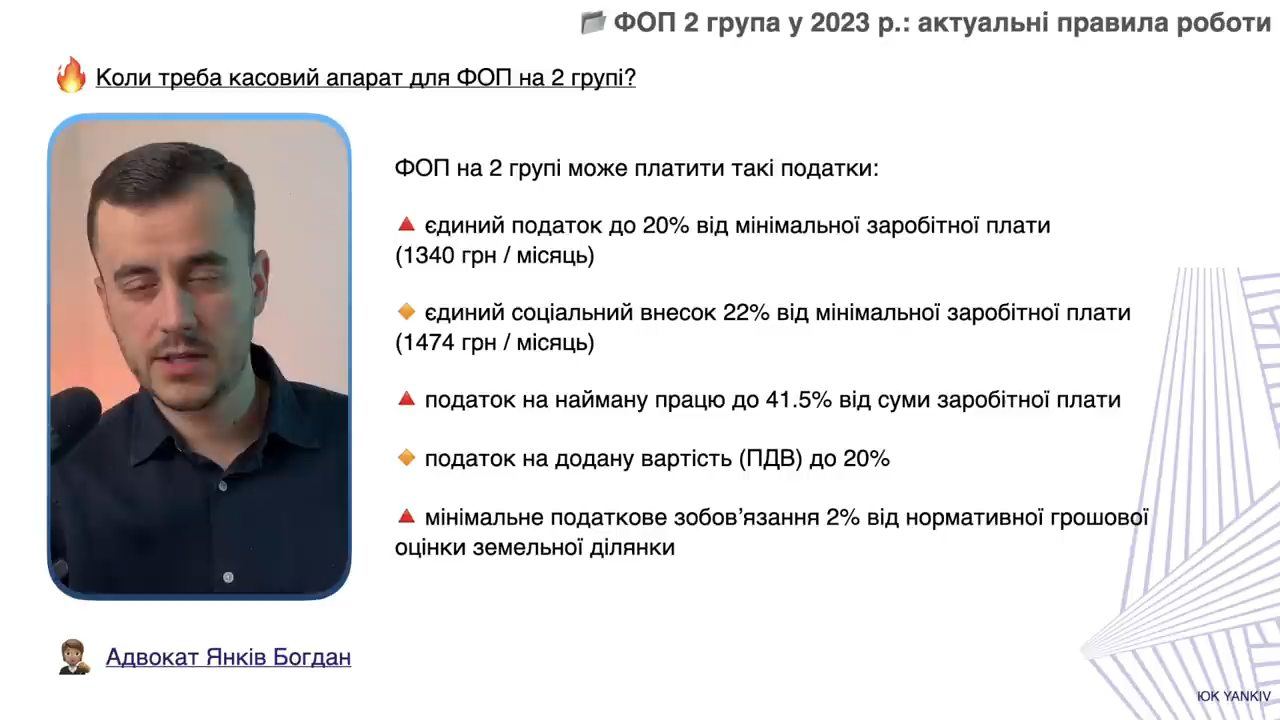 ФОП 2 група у 2023 р.: актуальні правила роботи
Коли треба касовий апарат для ФОП на 2 групі?
ФОП на 2 групі може платити такі податки:
єдиний податок до 20% від мінімальної заробітної плати
(1340 грн / місяць)
єдиний соціальний внесок 22% від мінімальної заробітної плати
(1474 грн / місяць)
податок на найману працю до 41.5% від суми заробітної плати
податок на додану вартість (ПДВ) до 20%
мінімальне податкове зобов’язання 2% від нормативної грошової
оцінки земельної ділянки
Адвокат Янків Богдан
ЮК YANKIV